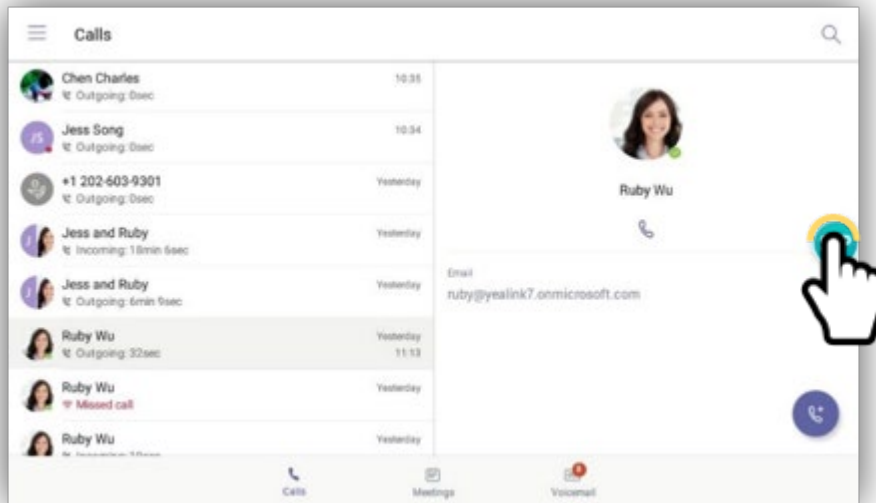 Calls
Chen Charles 10:35
Outgoing: 0sec
Jess Song 10:34
JS
Outgoing: 0sec
+1 202-603-9301 Yesterday
Outgoing: 0sec
Jess and Ruby Yesterday
Incoming: 18min 6sec
Jess and Ruby Yesterday
Outgoing: 6min 9sec
Ruby Wu Yesterday
Outgoing: 32sec 11:13
Ruby Wu Yesterday
Missed call
Ruby Wu Yesterday
Ruby Wu
Email
ruby@yealink7.onmicrosoft.com
Calls
Meetings
Voicemail